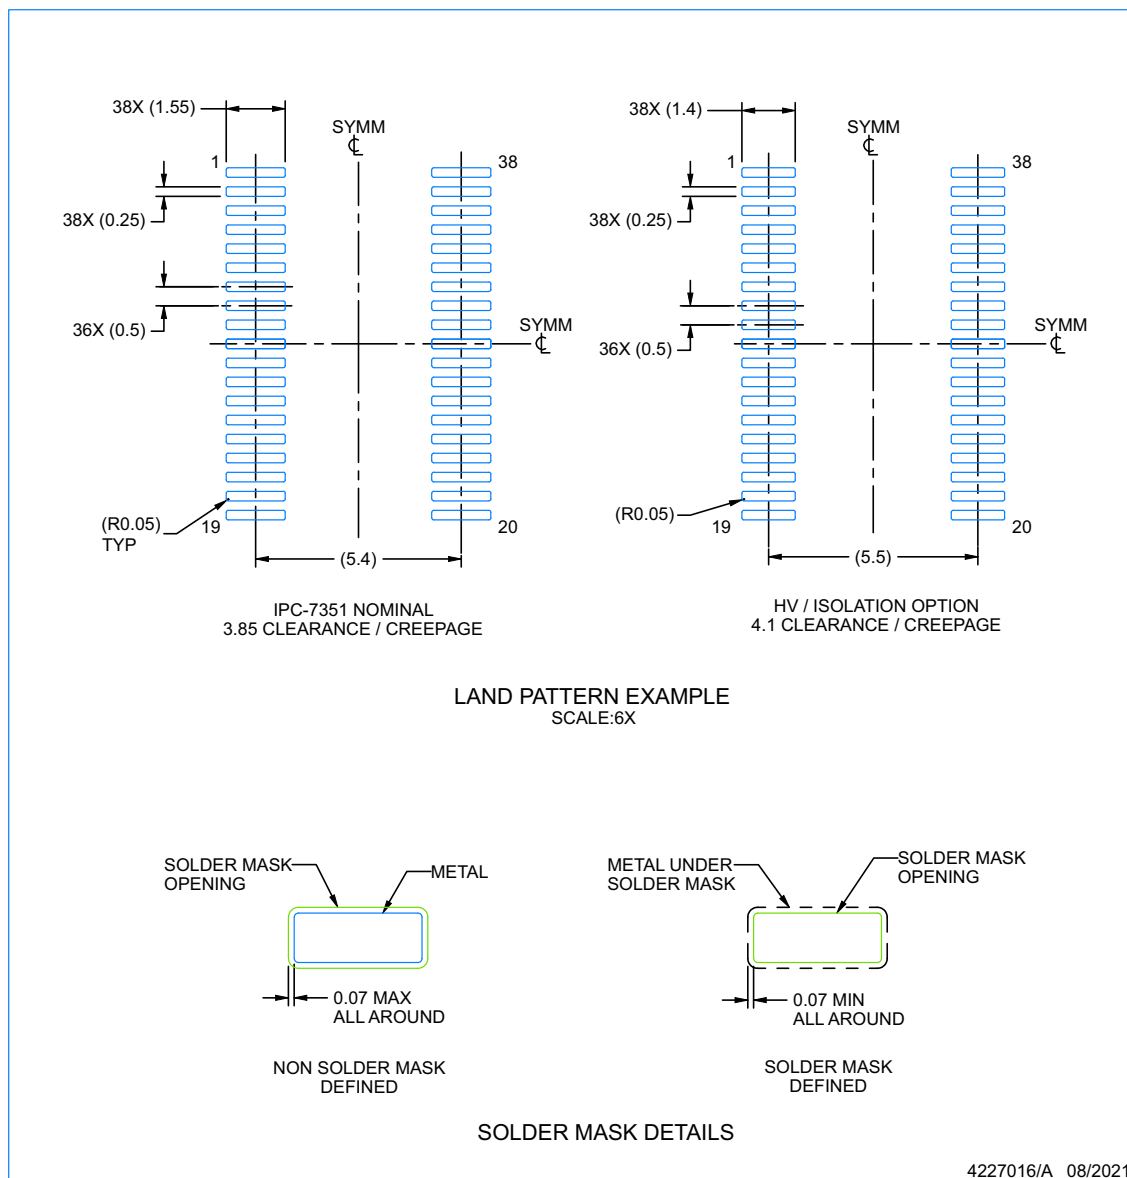 38X (1.55)
SYMM
℄
1
38
38X (0.25)
36X (0.5)
SYMM
℄
(R0.05)
TYP
19
20
(5.4)
IPC-7351 NOMINAL
3.85 CLEARANCE / CREEPAGE
38X (1.4)
SYMM
℄
1
38
38X (0.25)
36X (0.5)
SYMM
℄
(R0.05)
19
20
(5.5)
HV / ISOLATION OPTION
4.1 CLEARANCE / CREEPAGE
LAND PATTERN EXAMPLE
SCALE:6X
SOLDER MASK
OPENING
METAL
0.07 MAX
ALL AROUND
NON SOLDER MASK
DEFINED
METAL UNDER
SOLDER MASK
SOLDER MASK
OPENING
0.07 MIN
ALL AROUND
SOLDER MASK
DEFINED
SOLDER MASK DETAILS
4227016/A 08/2021